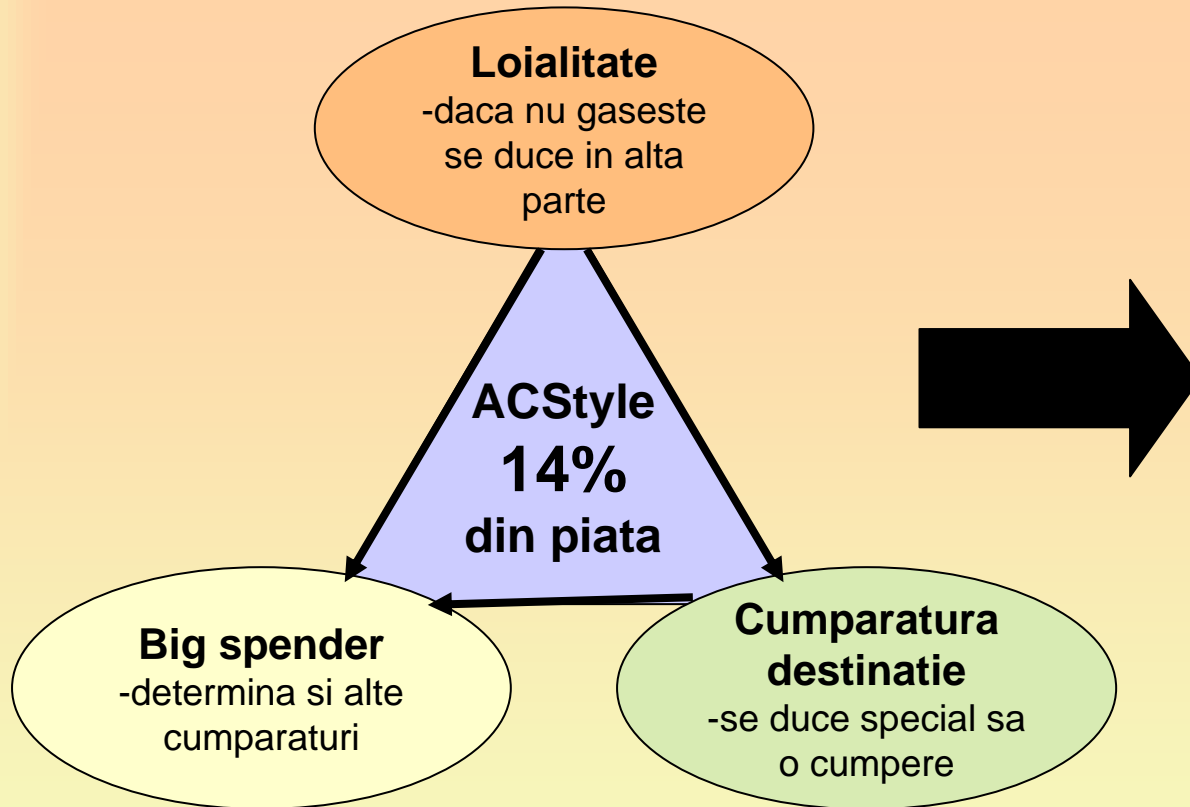 Loialitate
-daca nu gaseste
se duce in alta
parte
ACStyle
14%
din piata
Big spender
-determina si alte
cumparaturi
Cumparatura
destinatie
-se duce special sa
o cumpere